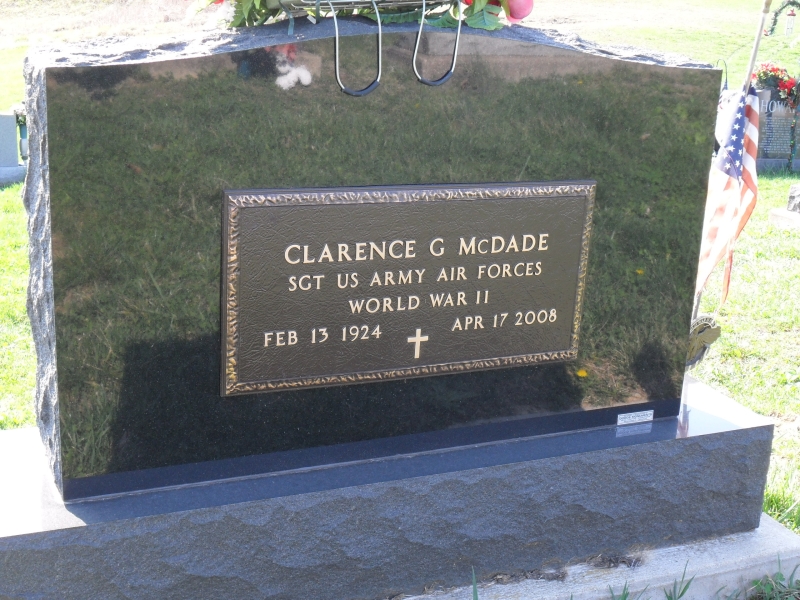 CLARENCE G McDADE
SGT US ARMY AIR FORCES
WORLD WAR II
FEB 13 1924 APR 17 2008